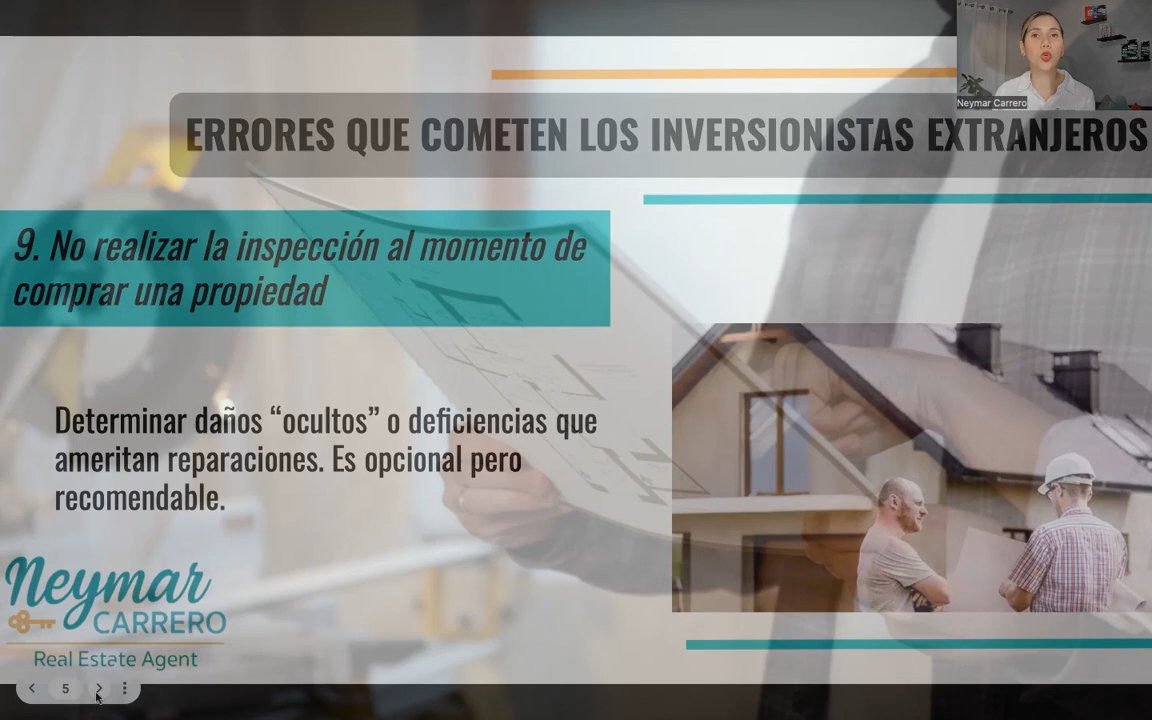 Neymar Carrero
ERRORES QUE COMETEN LOS INVERSIONISTAS EXTRANJEROS
9. No realizar la inspección al momento de
comprar una propiedad
Determinar daños “ocultos” o deficiencias que
ameritan reparaciones. Es opcional pero
recomendable.
Neymar
CARRERO
Real Estate Agent
5